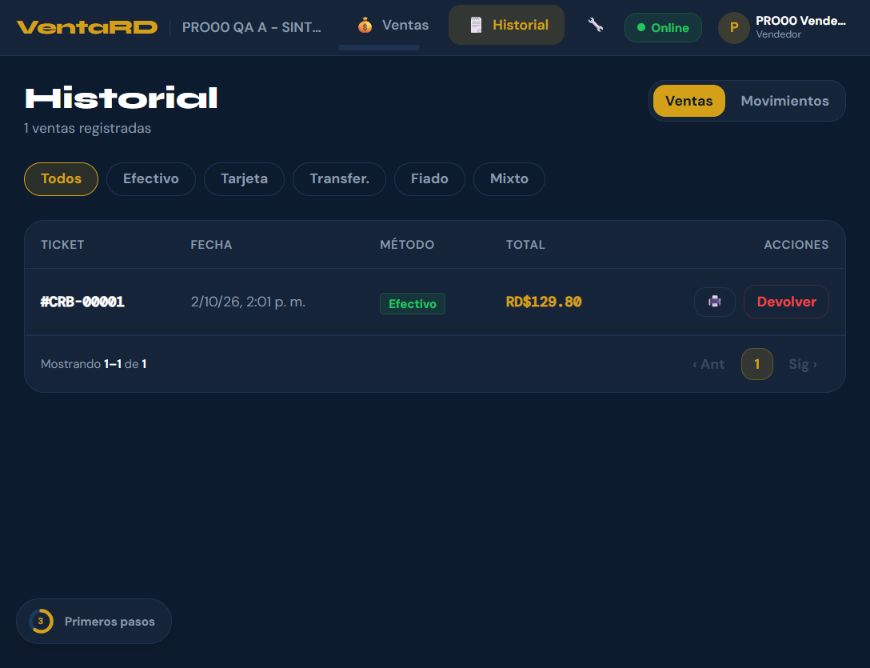 VentaRD
PRO00 QA A - SINT...
Ventas
Historial
Online
P
PRO00 Vende...
Vendedor
Historial
1 ventas registradas
Ventas
Movimientos
Todos
Efectivo
Tarjeta
Transfer.
Fiado
Mixto
TICKET
FECHA
MÉTODO
TOTAL
ACCIONES
#CRB-00001
2/10/26, 2:01 p. m.
Efectivo
RD$129.80
Devolver
Mostrando 1–1 de 1
‹ Ant
1
Sig ›
3
Primeros pasos